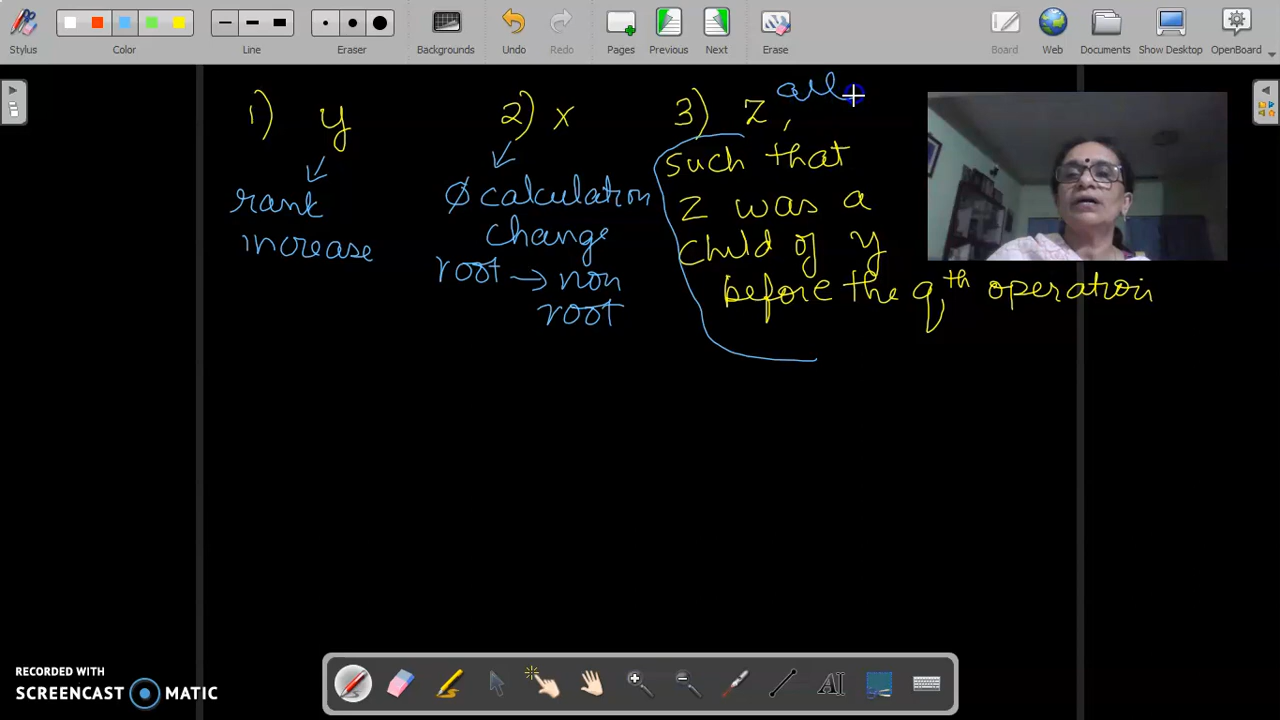 Stylus
Color
Line
Eraser
Backgrounds
Undo
Redo
Pages
Previous
Next
Erase
Board
Web
Documents
Show Desktop
OpenBoard
1) y
rank
increase
2) x
Ø calculation
change
root → non
root
3) z, all
such that
z was a
child of y
before the qth operation
RECORDED WITH
SCREENCAST MATIC
AI